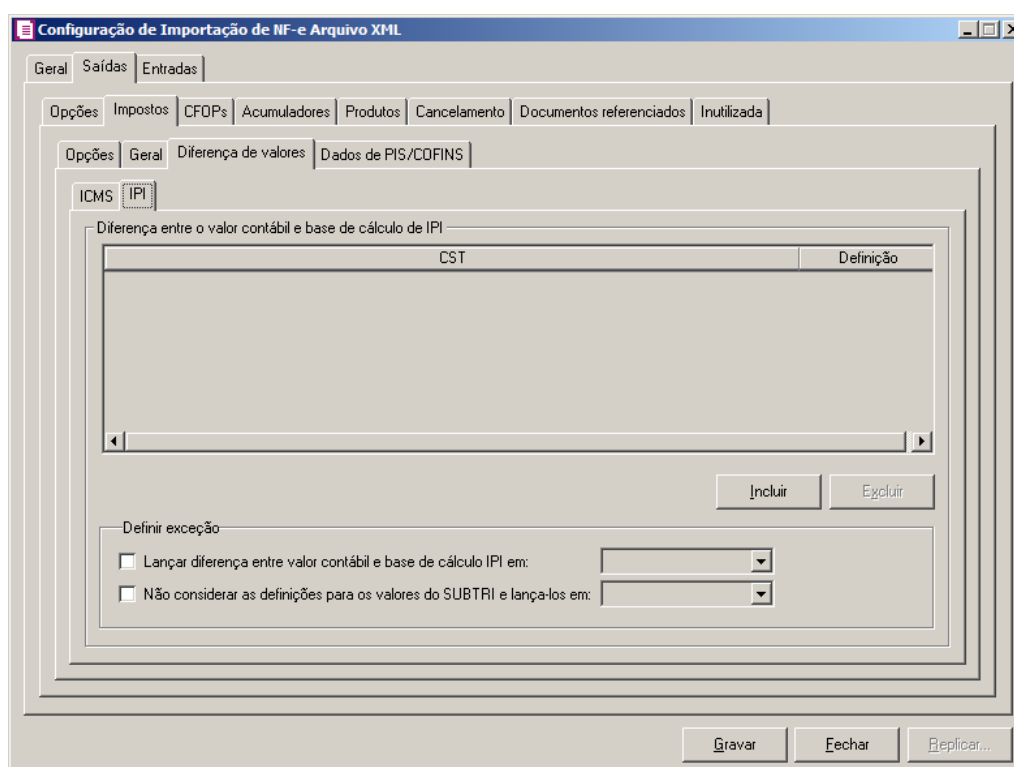 Configuração de Importação de NF-e Arquivo XML
Geral Saídas Entradas
Opções Impostos CFOPs Acumuladores Produtos Cancelamento Documentos referenciados Inutilizada
Opções Geral Diferença de valores Dados de PIS/COFINS
ICMS IPI
Diferença entre o valor contábil e base de cálculo de IPI
CST Definição
Incluir Excluir
Definir exceção
Lançar diferença entre valor contábil e base de cálculo IPI em:
Não considerar as definições para os valores do SUBTRI e lança-los em:
Gravar Fechar Replicar...